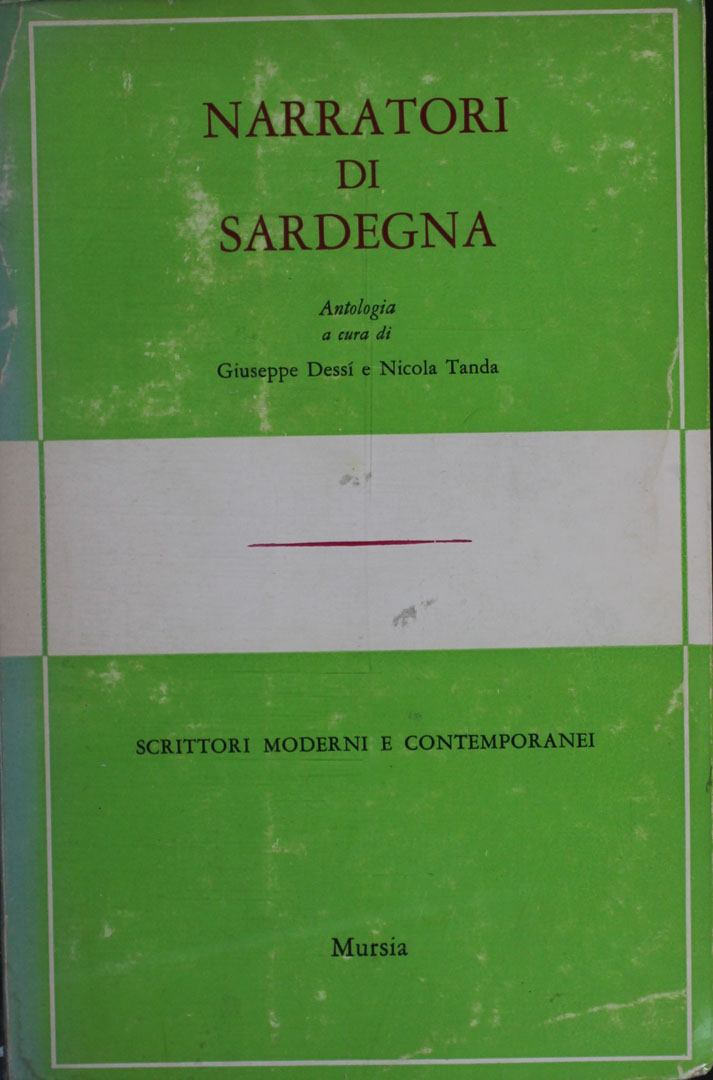 NARRATORI
DI
SARDEGNA
Antologia
a cura di
Giuseppe Dessí e Nicola Tanda
SCRITTORI MODERNI E CONTEMPORANEI
Mursia